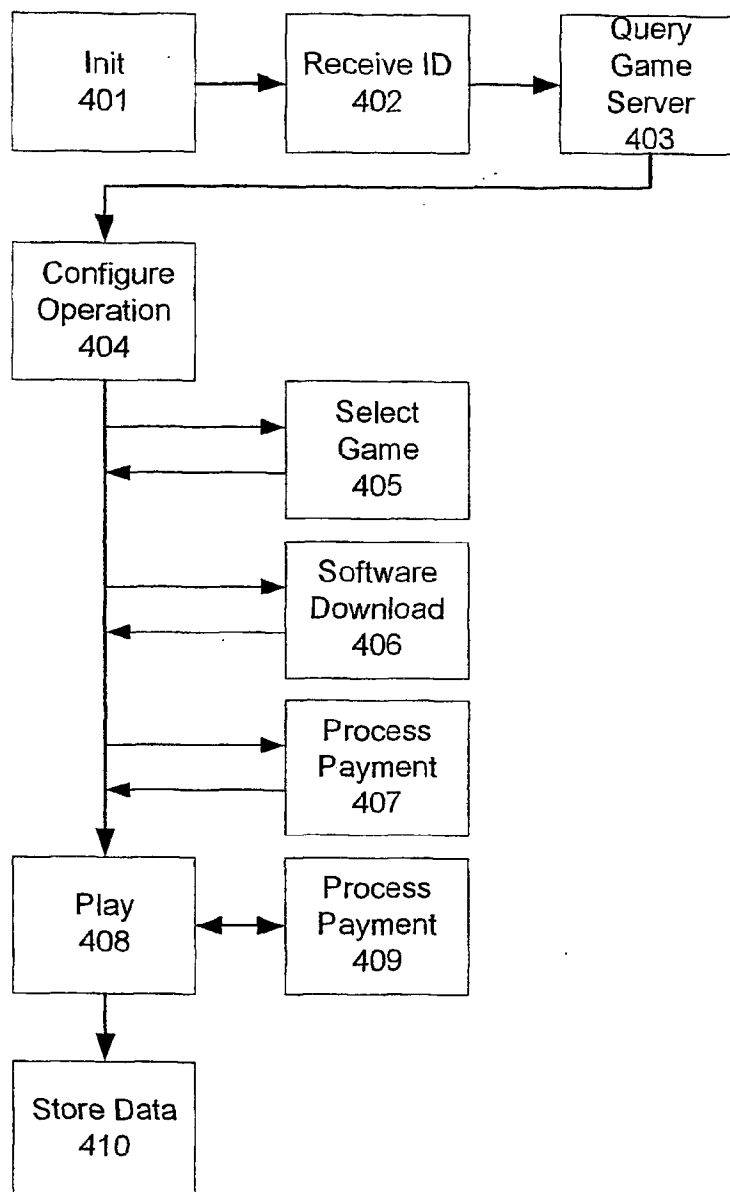 Init
401
Receive ID
402
Query
Game
Server
403
Configure
Operation
404
Select
Game
405
Software
Download
406
Process
Payment
407
Play
408
Process
Payment
409
Store Data
410